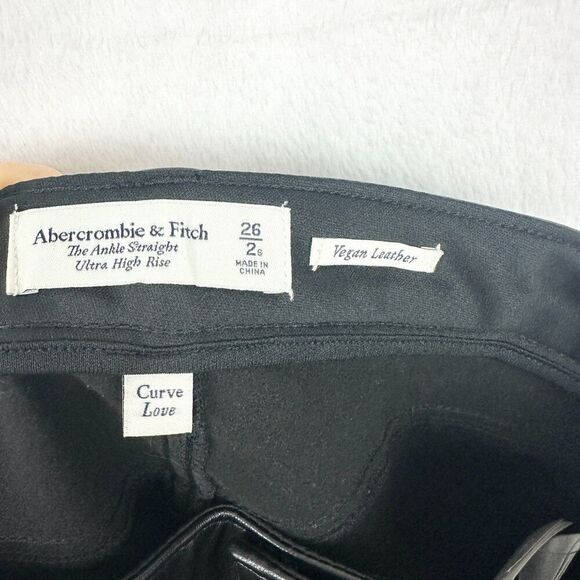 Abercrombie & Fitch
The Ankle Straight
Ultra High Rise
26
2s
MADE IN
CHINA
Vegan Leather
Curve
Love